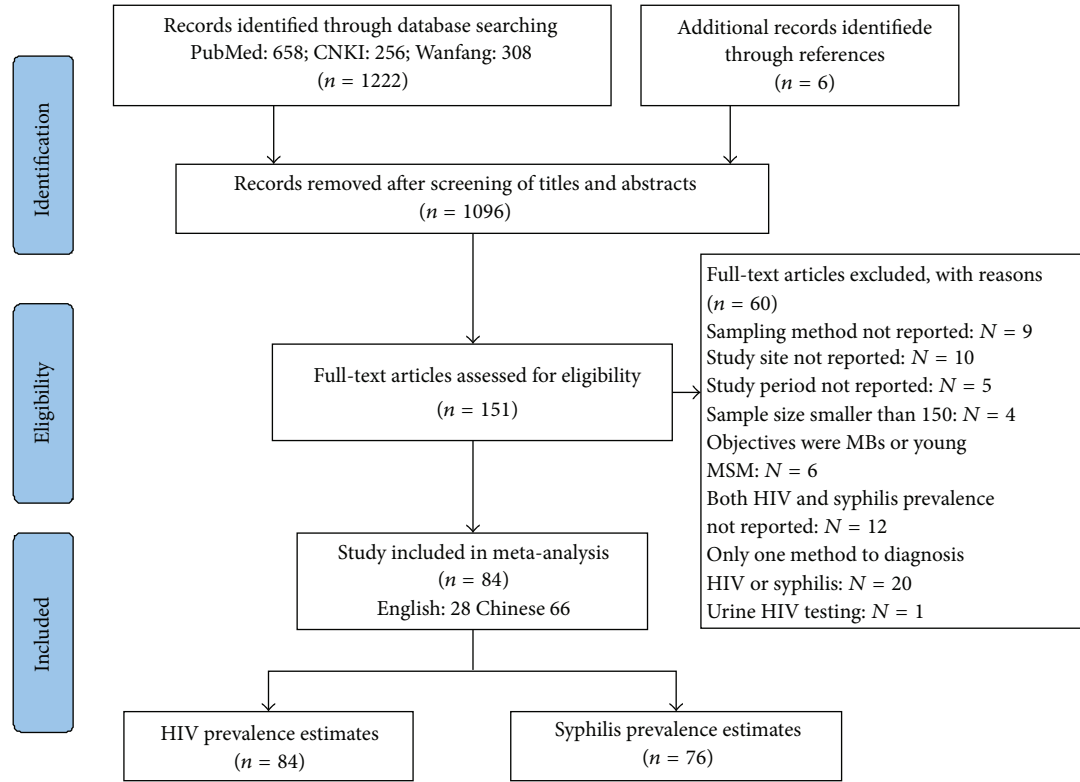 Records identified through database searching
PubMed: 658; CNKI: 256; Wanfang: 308
(n = 1222)
Additional records identifiede
through references
(n = 6)
Identification
Records removed after screening of titles and abstracts
(n = 1096)
Full-text articles excluded, with reasons
(n = 60)
Sampling method not reported: N = 9
Study site not reported: N = 10
Study period not reported: N = 5
Sample size smaller than 150: N = 4
Objectives were MBs or young
MSM: N = 6
Both HIV and syphilis prevalence
not reported: N = 12
Only one method to diagnosis
HIV or syphilis: N = 20
Urine HIV testing: N = 1
Eligibility
Full-text articles assessed for eligibility
(n = 151)
Included
Study included in meta-analysis
(n = 84)
English: 28 Chinese 66
HIV prevalence estimates
(n = 84)
Syphilis prevalence estimates
(n = 76)